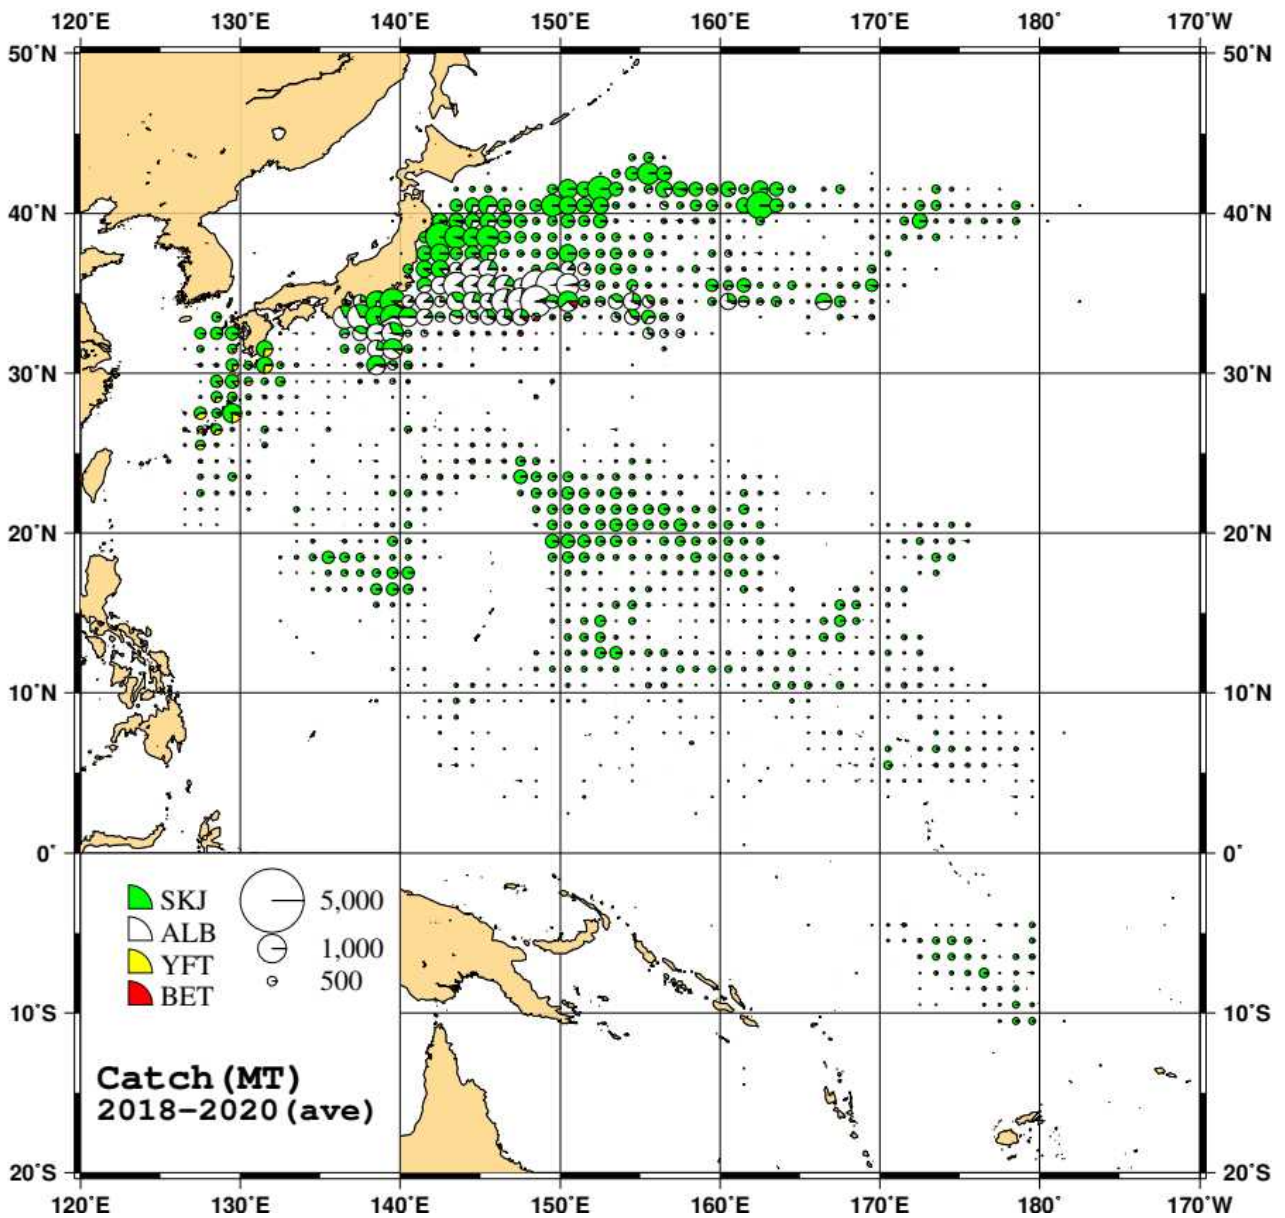 120˚E 130˚E 140˚E 150˚E 160˚E 170˚E 180˚ 170˚W
50˚N 50˚N
40˚N 40˚N
30˚N 30˚N
20˚N 20˚N
10˚N 10˚N
0˚ 0˚
SKJ 5,000
ALB 1,000
YFT 500
BET
10˚S 10˚S
Catch(MT)
2018−2020(ave)
20˚S 20˚S
120˚E 130˚E 140˚E 150˚E 160˚E 170˚E 180˚ 170˚W